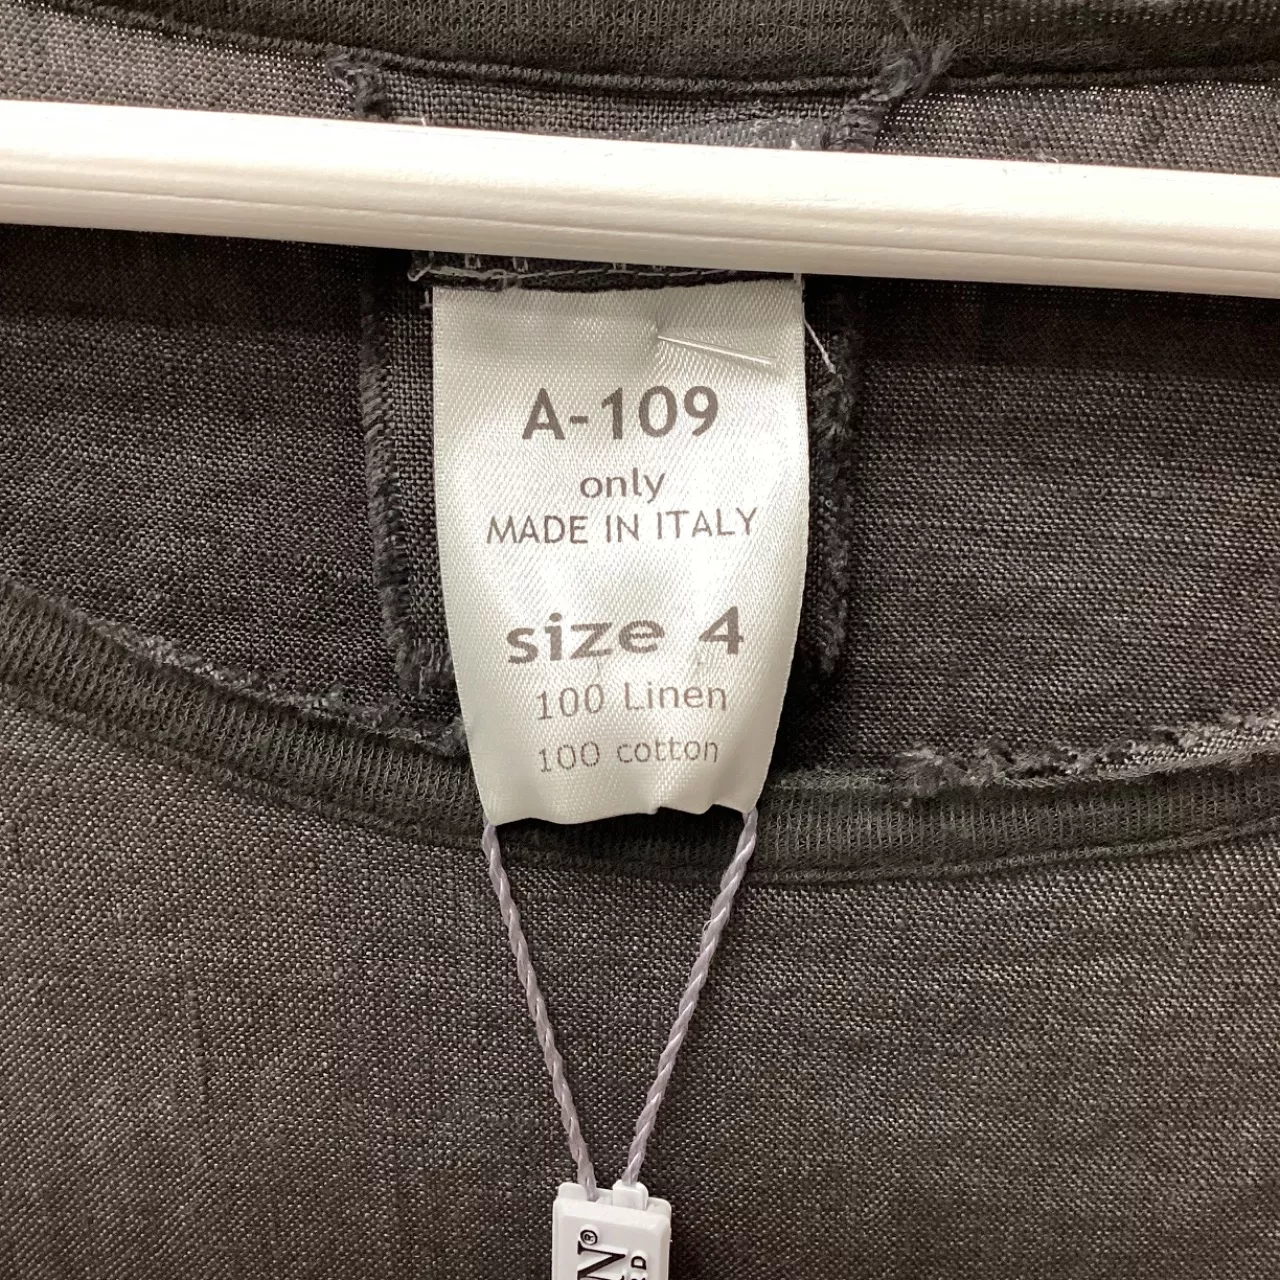 A-109
only
MADE IN ITALY
size 4
100 Linen
100 cotton